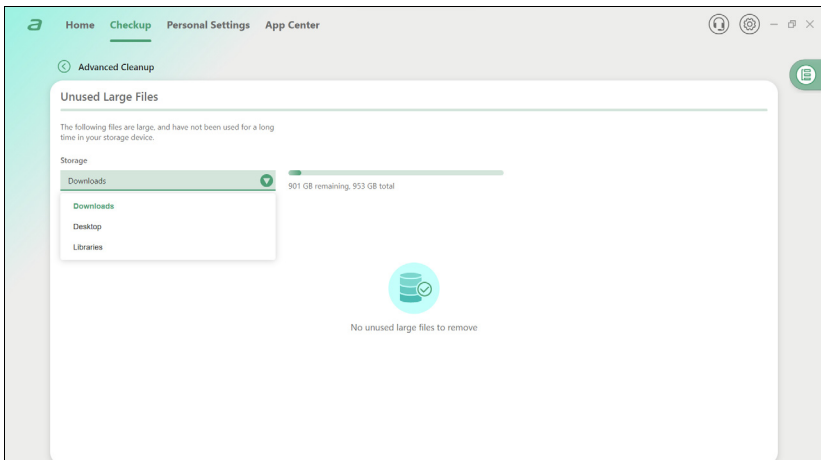 a Home Checkup Personal Settings App Center
Advanced Cleanup
Unused Large Files
The following files are large, and have not been used for a long
time in your storage device.
Storage
Downloads
901 GB remaining, 953 GB total
Downloads
Desktop
Libraries
No unused large files to remove